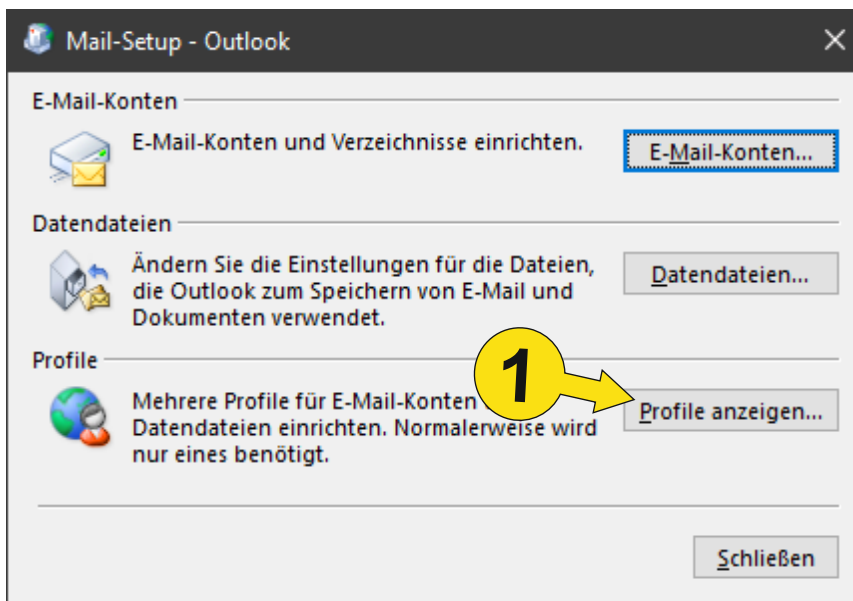 Mail-Setup - Outlook
E-Mail-Konten
E-Mail-Konten und Verzeichnisse einrichten.
E-Mail-Konten...
Datendateien
Ändern Sie die Einstellungen für die Dateien,
die Outlook zum Speichern von E-Mail und
Dokumenten verwendet.
Datendateien...
Profile
1
Mehrere Profile für E-Mail-Konten
Datendateien einrichten. Normalerweise wird
nur eines benötigt.
Profile anzeigen...
Schließen